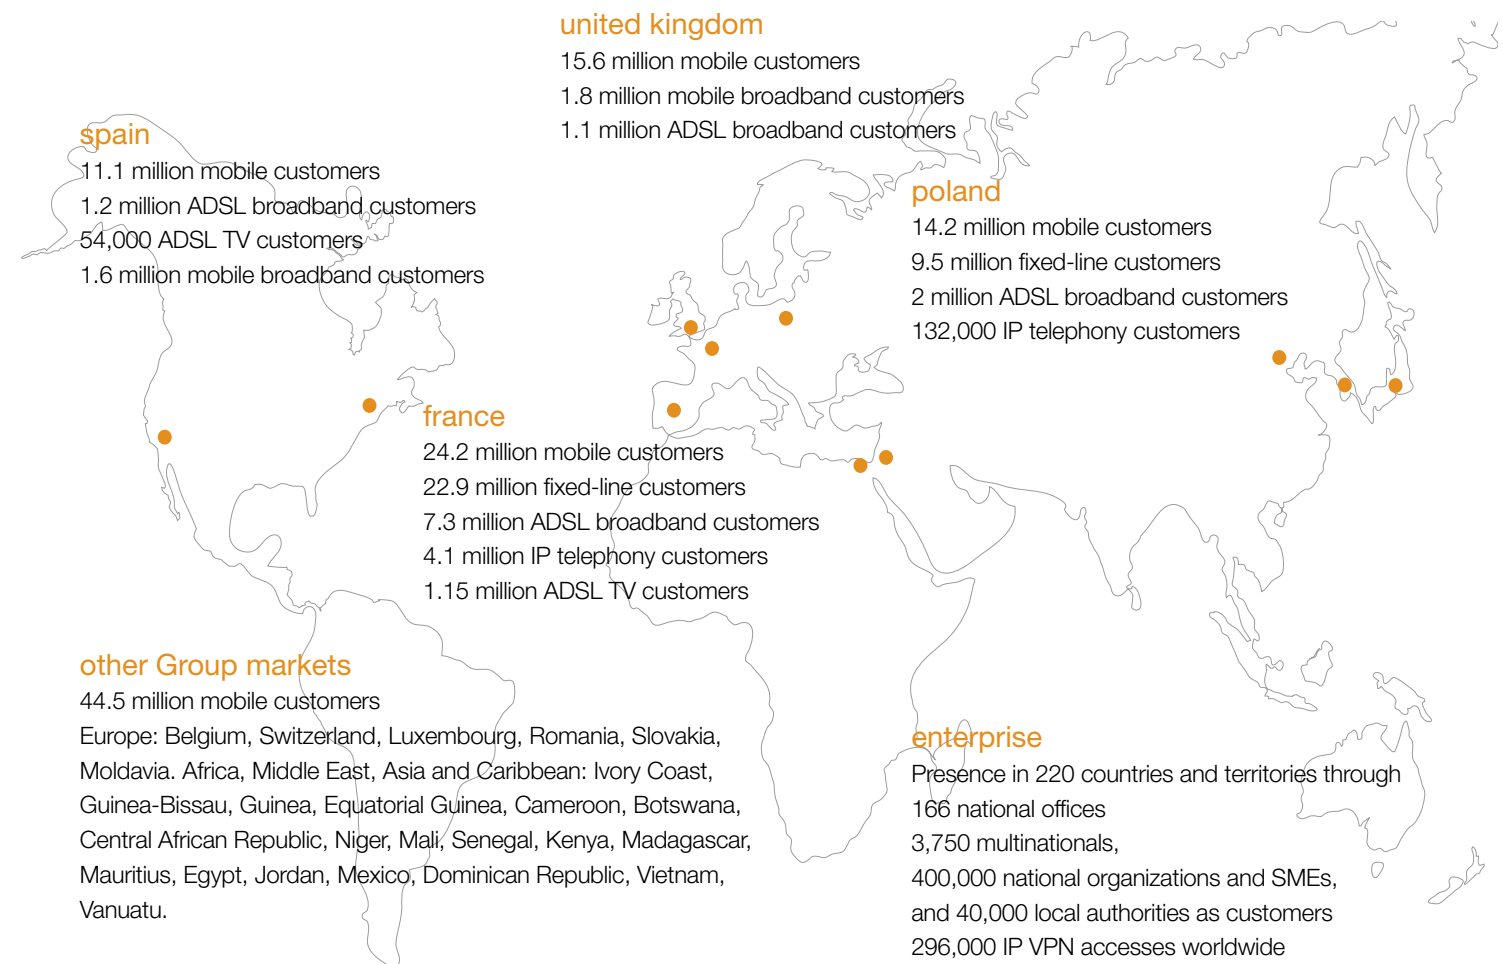 united kingdom
15.6 million mobile customers
1.8 million mobile broadband customers
1.1 million ADSL broadband customers
spain
11.1 million mobile customers
1.2 million ADSL broadband customers
54,000 ADSL TV customers
1.6 million mobile broadband customers
poland
14.2 million mobile customers
9.5 million fixed-line customers
2 million ADSL broadband customers
132,000 IP telephony customers
france
24.2 million mobile customers
22.9 million fixed-line customers
7.3 million ADSL broadband customers
4.1 million IP telephony customers
1.15 million ADSL TV customers
other Group markets
44.5 million mobile customers
Europe: Belgium, Switzerland, Luxembourg, Romania, Slovakia,
Moldavia. Africa, Middle East, Asia and Caribbean: Ivory Coast,
Guinea-Bissau, Guinea, Equatorial Guinea, Cameroon, Botswana,
Central African Republic, Niger, Mali, Senegal, Kenya, Madagascar,
Mauritius, Egypt, Jordan, Mexico, Dominican Republic, Vietnam,
Vanuatu.
enterprise
Presence in 220 countries and territories through
166 national offices
3,750 multinationals,
400,000 national organizations and SMEs,
and 40,000 local authorities as customers
296,000 IP VPN accesses worldwide